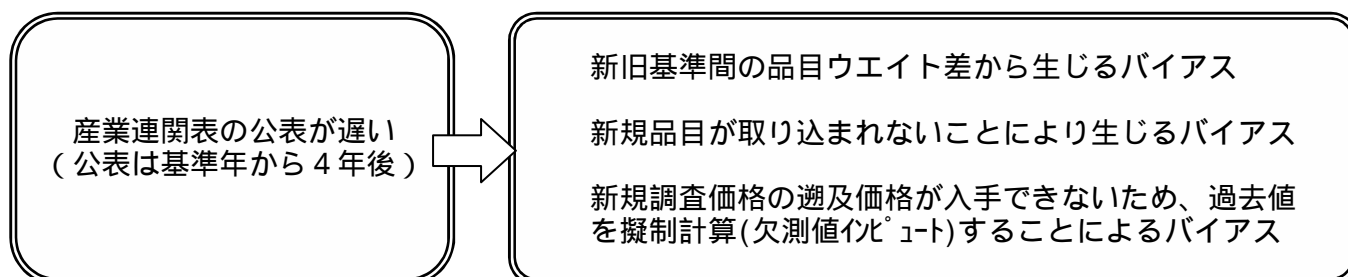 産業連関表の公表が遅い
(公表は基準年から4年後)
新旧基準間の品目ウエイト差から生じるバイアス
新規品目が取り込まれないことにより生じるバイアス
新規調査価格の遡及価格が入手できないため、過去値
を擬制計算(欠測値ｲﾝﾋﾟｭｰﾄ)することによるバイアス